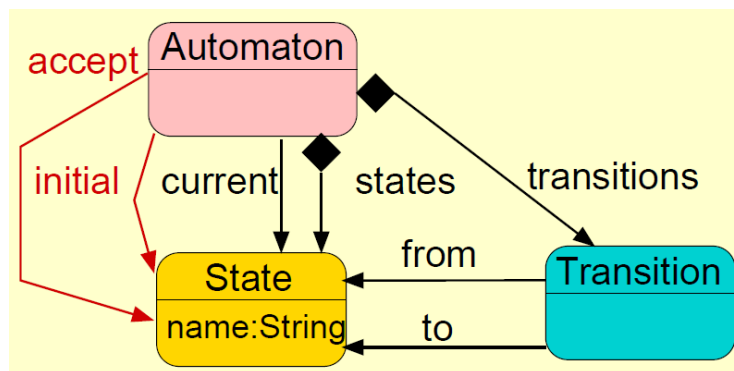 Automaton
accept
initial
current
states
transitions
from
State
Transition
name:String
to